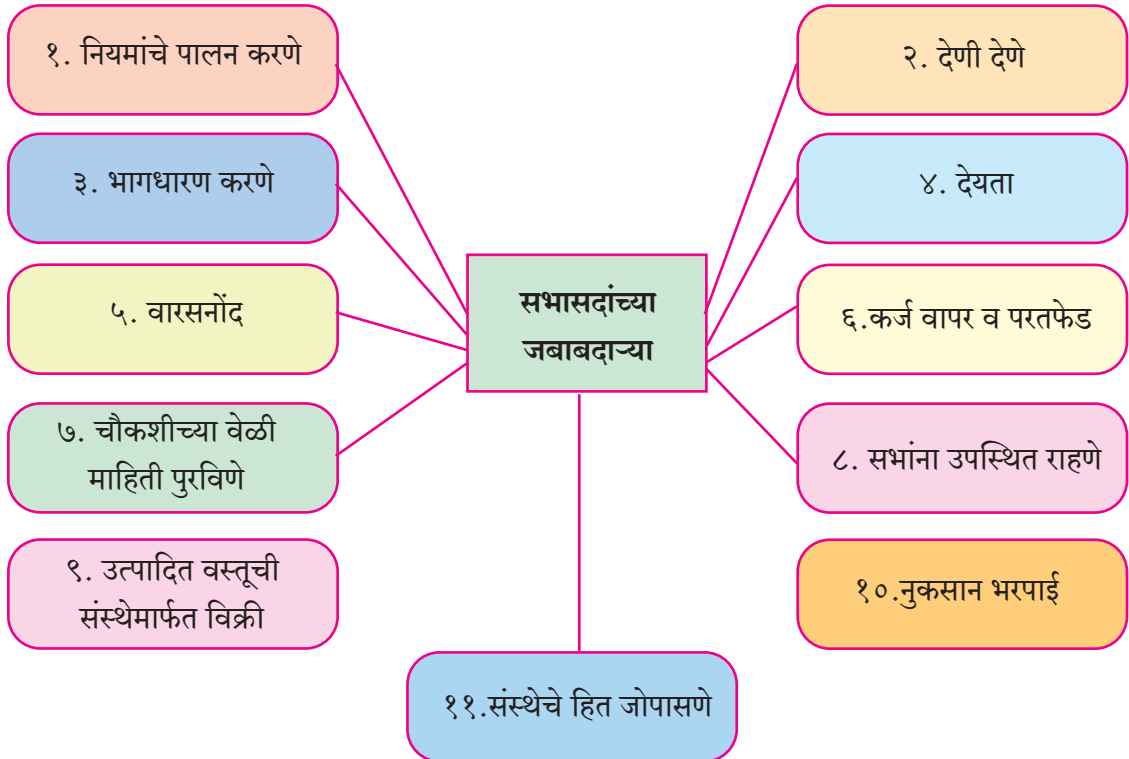 १. नियमांचे पालन करणे
२. देणी देणे
३. भागधारण करणे
४. देयता
सभासदांच्या
जबाबदाऱ्या
५. वारसनोंद
६.कर्ज वापर व परतफेड
७. चौकशीच्या वेळी
माहिती पुरविणे
८. सभांना उपस्थित राहणे
९. उत्पादित वस्तूची
संस्थेमार्फत विक्री
१०.नुकसान भरपाई
११.संस्थेचे हित जोपासणे